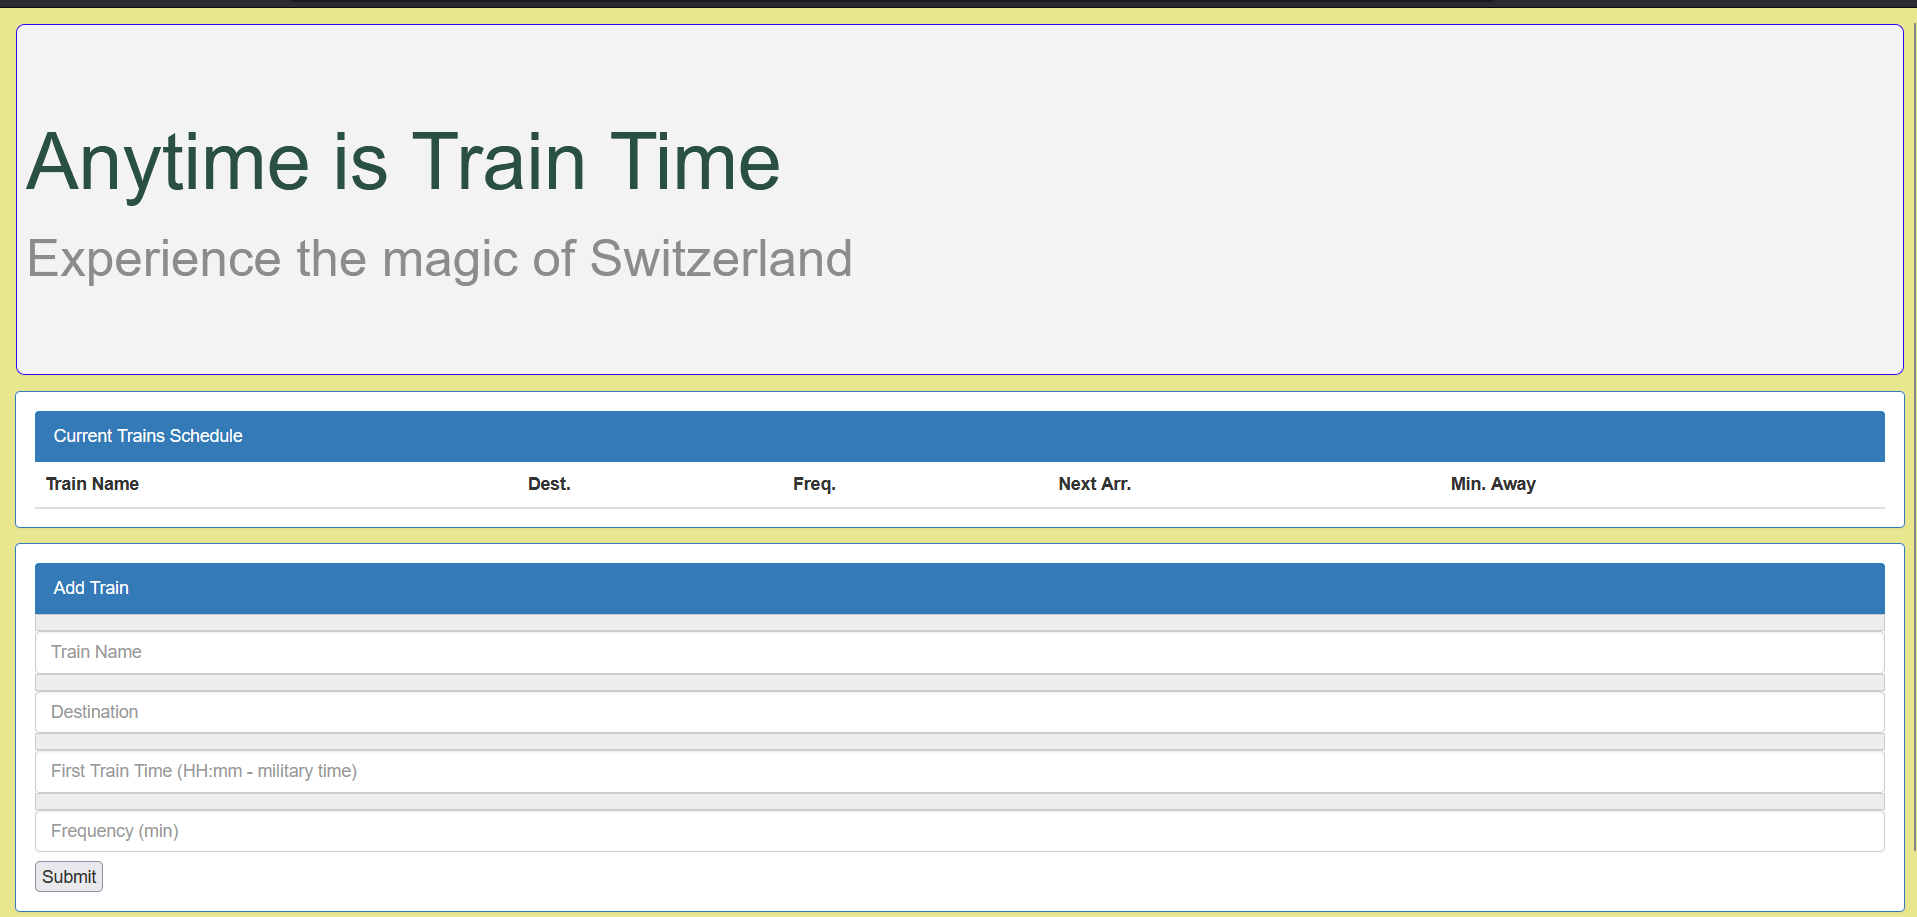 Anytime is Train Time
Experience the magic of Switzerland
Current Trains Schedule
Train Name Dest. Freq. Next Arr. Min. Away
Add Train
Train Name
Destination
First Train Time (HH:mm - military time)
Frequency (min)
Submit